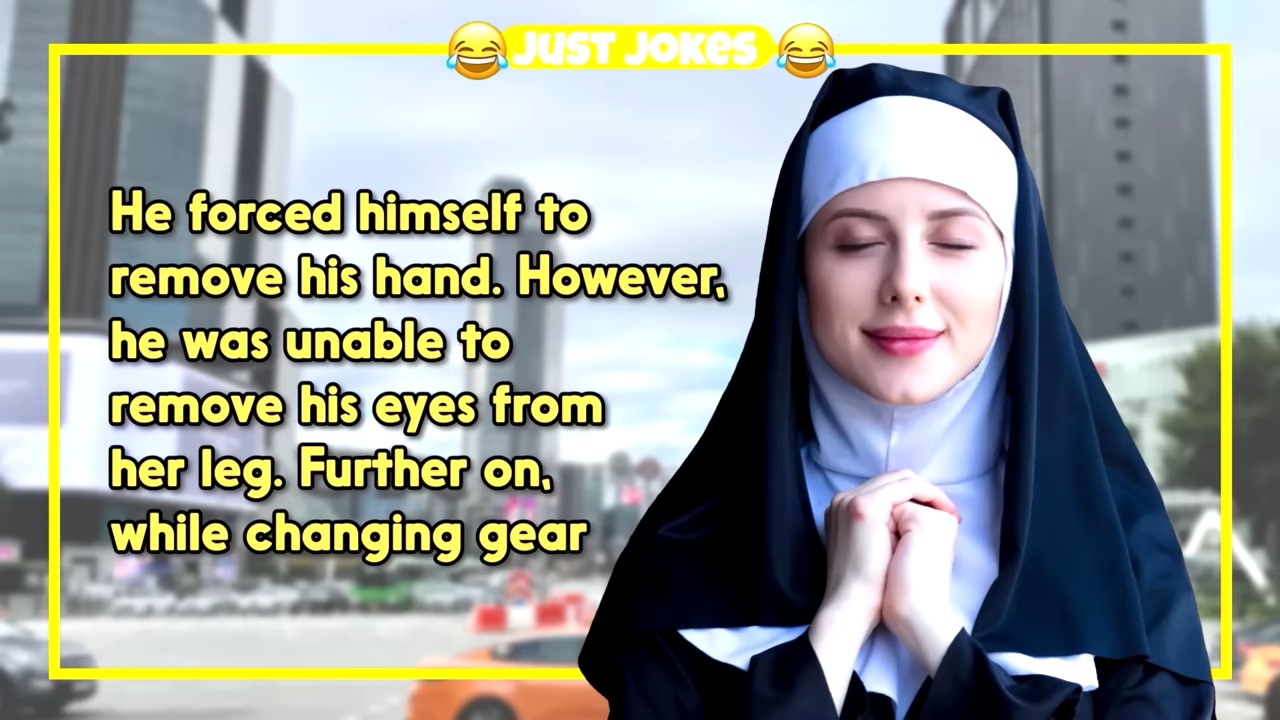 JUST JOKES
He forced himself to
remove his hand. However,
he was unable to
remove his eyes from
her leg. Further on,
while changing gear